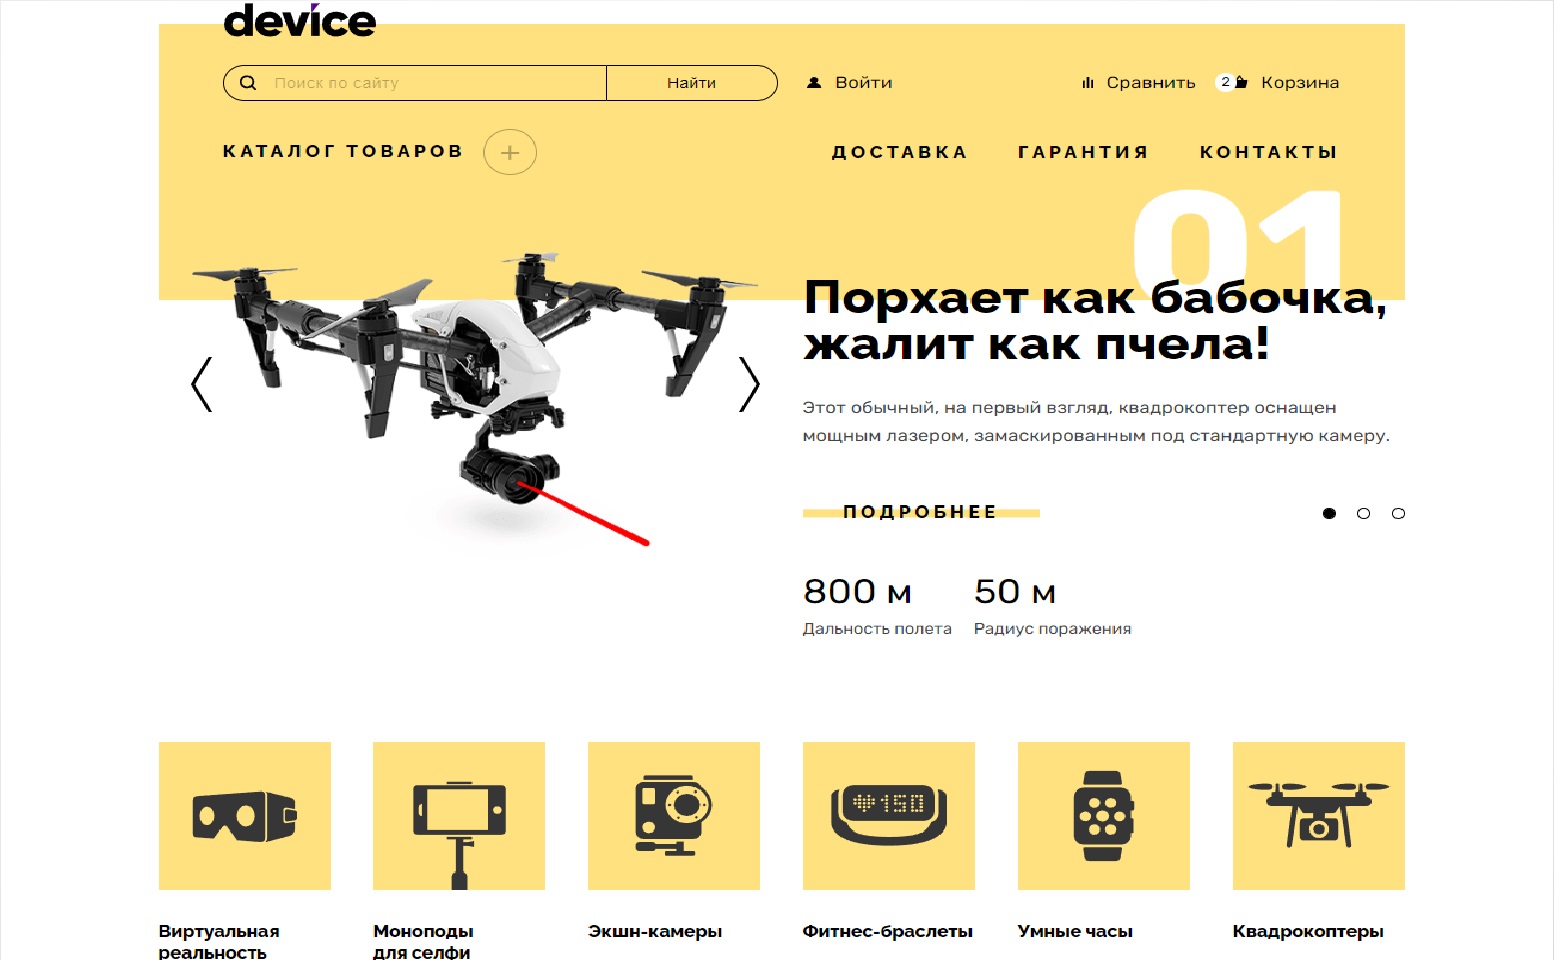 device
Поиск по сайту
Найти
Войти
Сравнить
2
Корзина
КАТАЛОГ ТОВАРОВ
ДОСТАВКА
ГАРАНТИЯ
КОНТАКТЫ
01
Порхает как бабочка,
жалит как пчела!
Этот обычный, на первый взгляд, квадрокоптер оснащен
мощным лазером, замаскированным под стандартную камеру.
ПОДРОБНЕЕ
800 м
50 м
Дальность полета
Радиус поражения
150
Виртуальная
реальность
Моноподы
для селфи
Экшн-камеры
Фитнес-браслеты
Умные часы
Квадрокоптеры